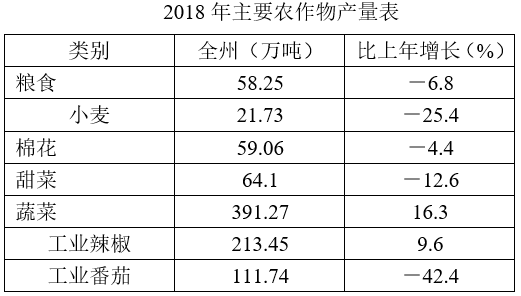 2018 年主要农作物产量表
类别 全州（万吨） 比上年增长（%）
粮食 58.25 －6.8
小麦 21.73 －25.4
棉花 59.06 －4.4
甜菜 64.1 －12.6
蔬菜 391.27 16.3
工业辣椒 213.45 9.6
工业番茄 111.74 －42.4